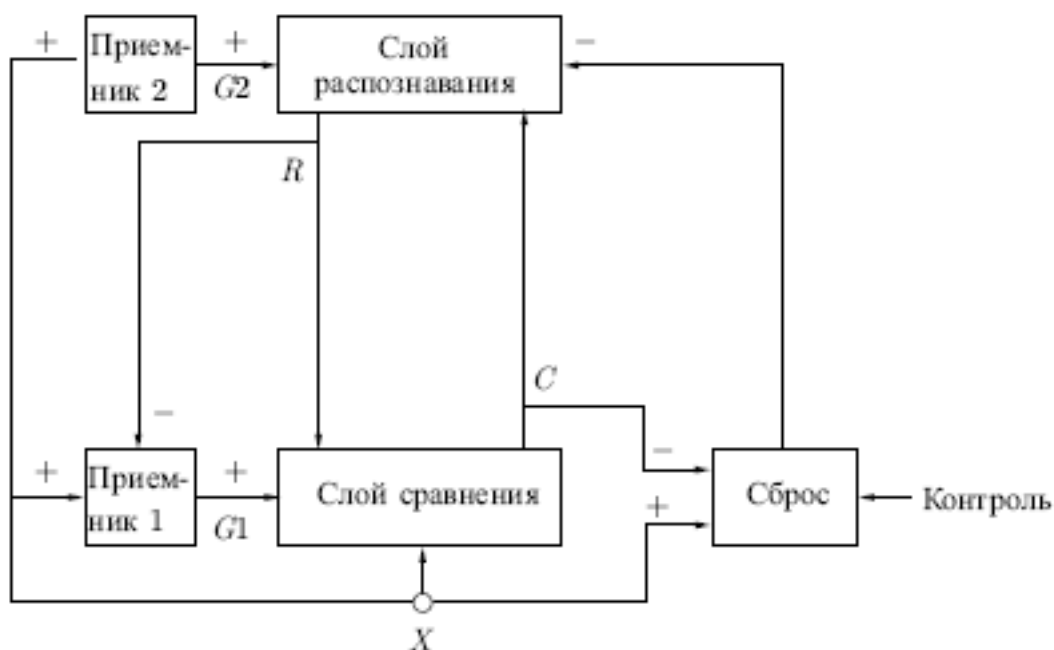 +
Прием-
ник 2
+
G2
Слой
распознавания
−
R
C
−
+
Прием-
ник 1
+
G1
Слой сравнения
−
+
Сброс
Контроль
X